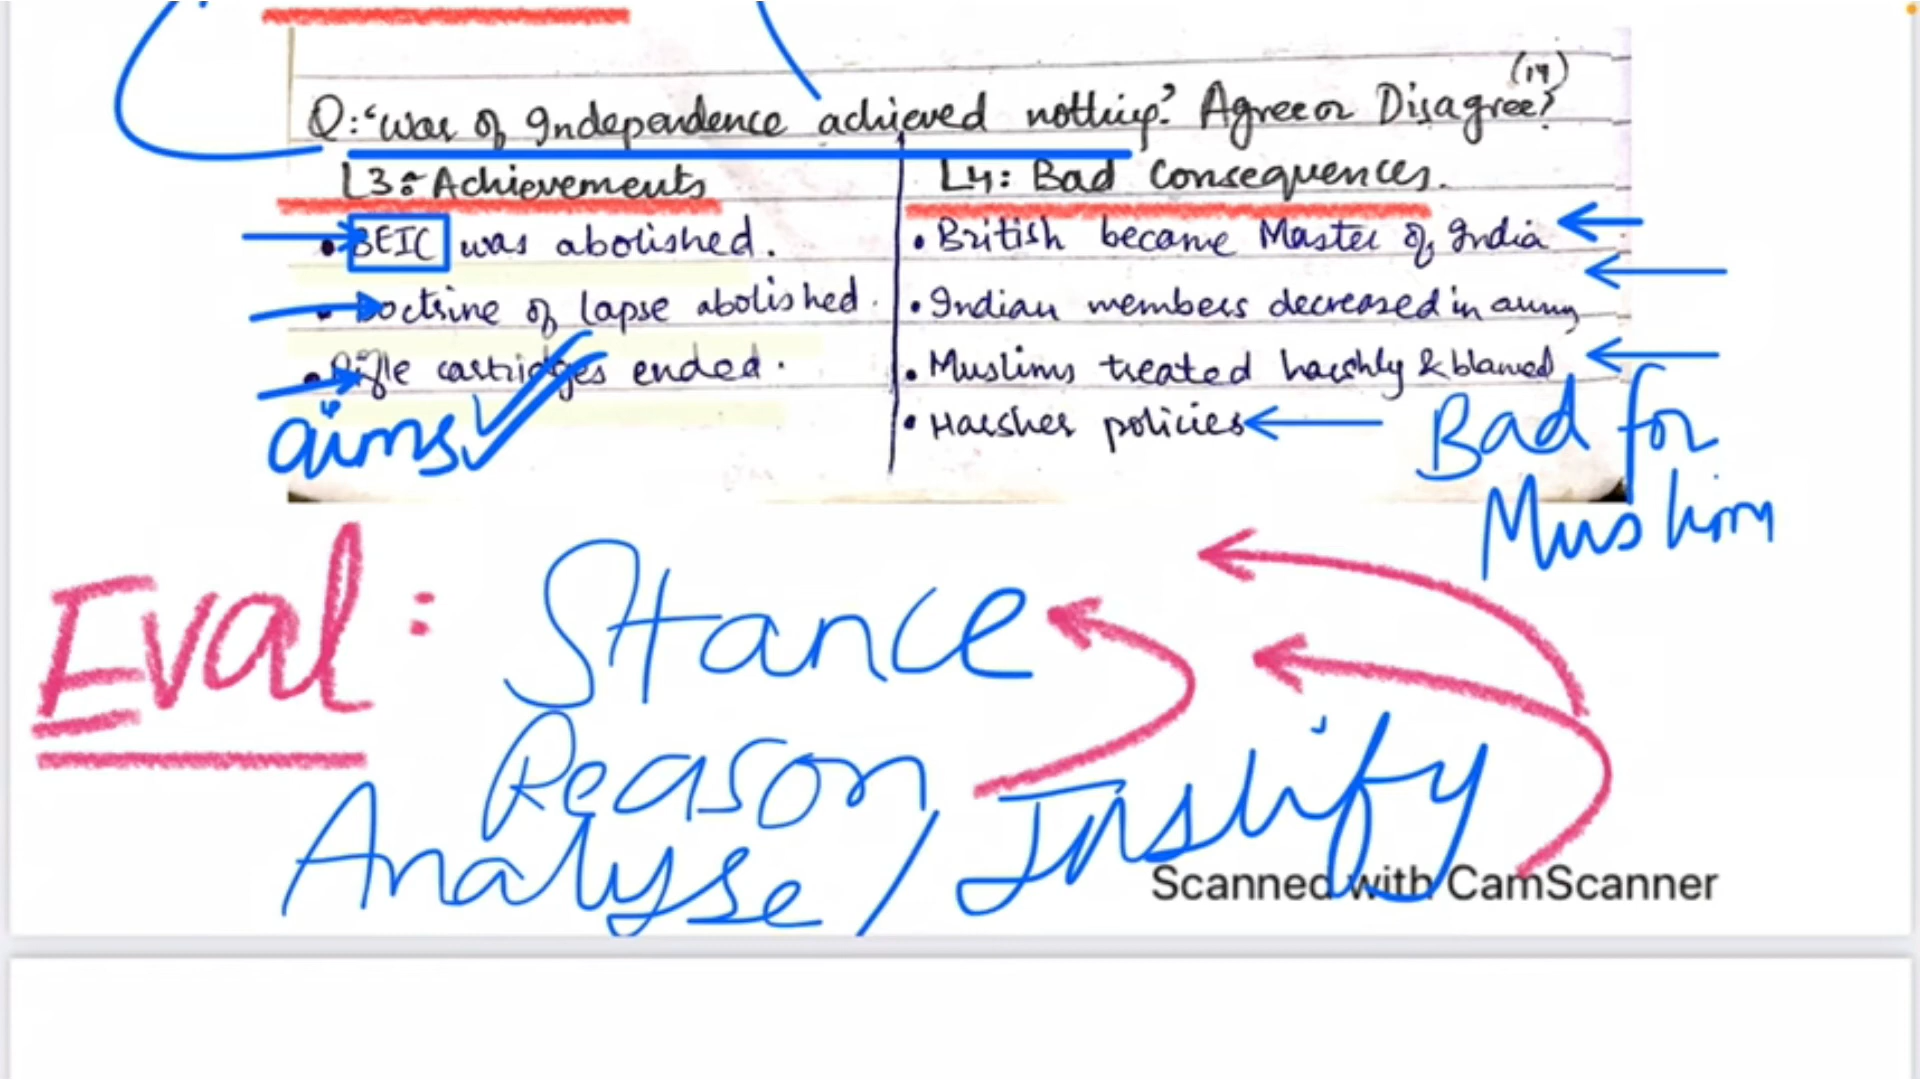 (14)
Q: 'War of Independence achieved nothing.' Agree or Disagree?
L3: Achievements
• BEIC was abolished.
• Doctrine of lapse abolished.
• Rifle cartridges ended.
aims
L4: Bad Consequences.
• British became Master of India
• Indian members decreased in army
• Muslims treated harshly & blamed
• Harsher policies
Bad for
Muslim
Eval: Stance
Reason
Analyse / Justify
Scanned with CamScanner